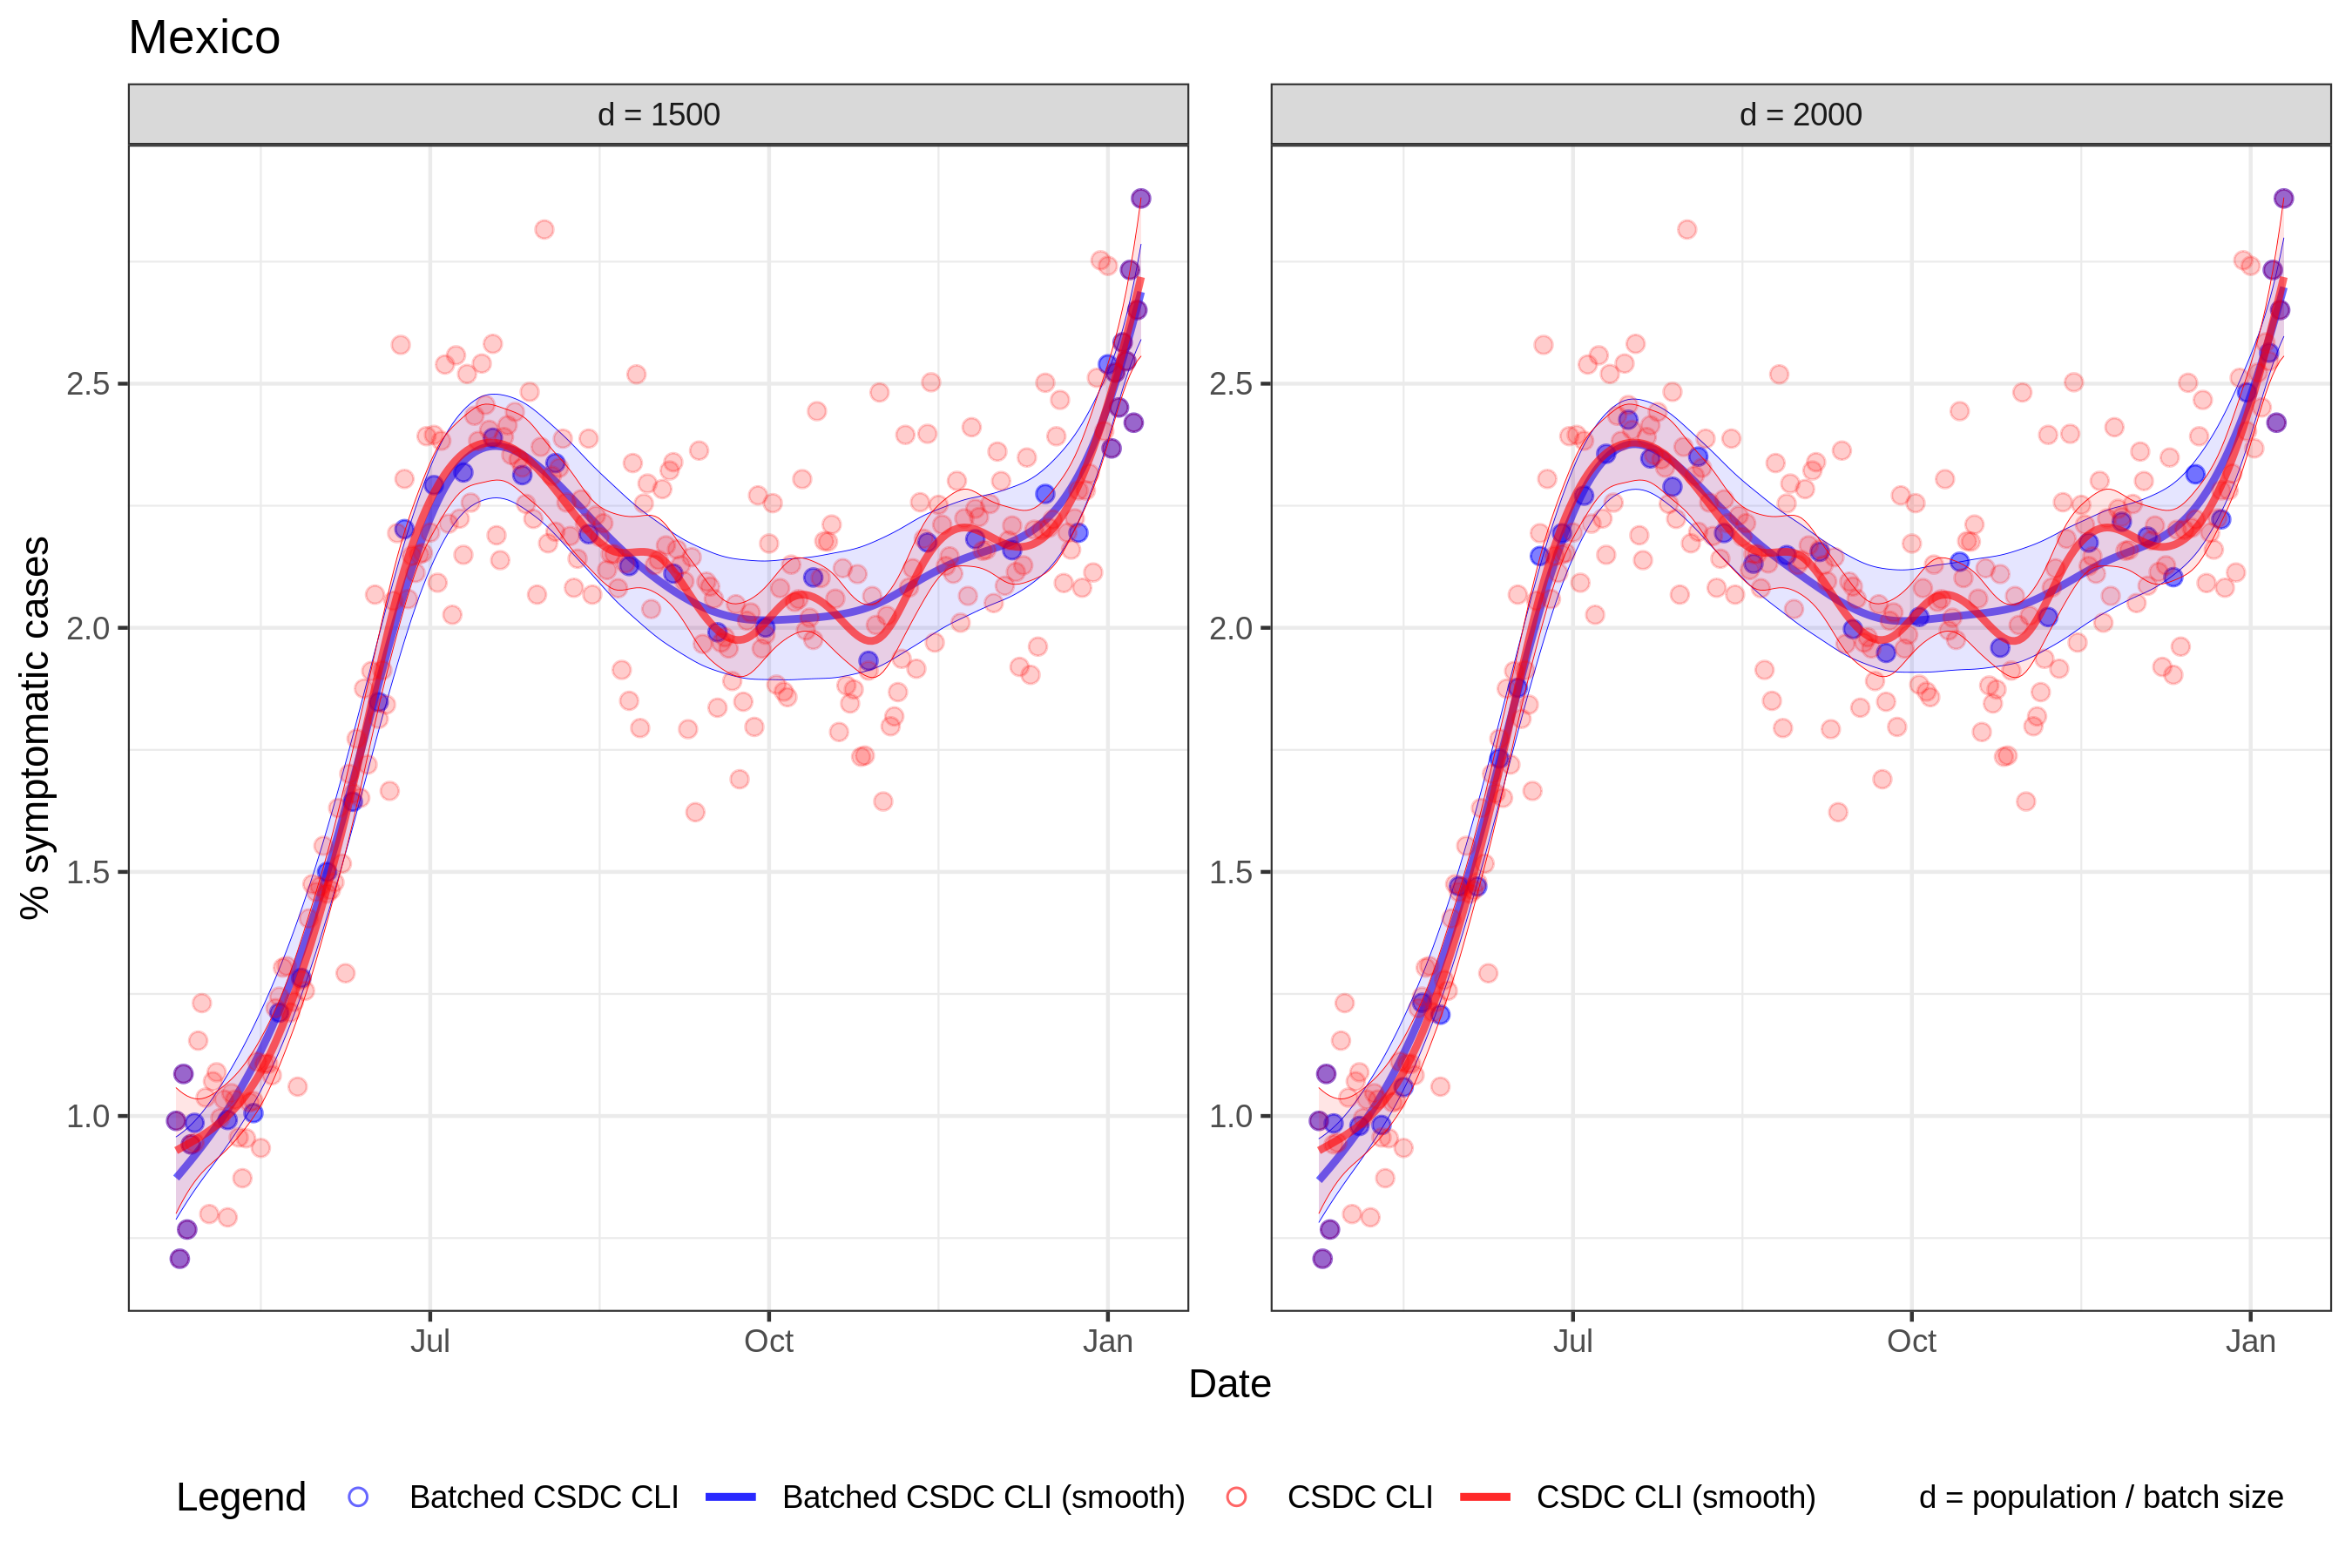 Mexico
d = 1500
d = 2000
% symptomatic cases
2.5
2.0
1.5
1.0
2.5
2.0
1.5
1.0
Jul
Oct
Jan
Jul
Oct
Jan
Date
Legend
Batched CSDC CLI
Batched CSDC CLI (smooth)
CSDC CLI
CSDC CLI (smooth)
d = population / batch size